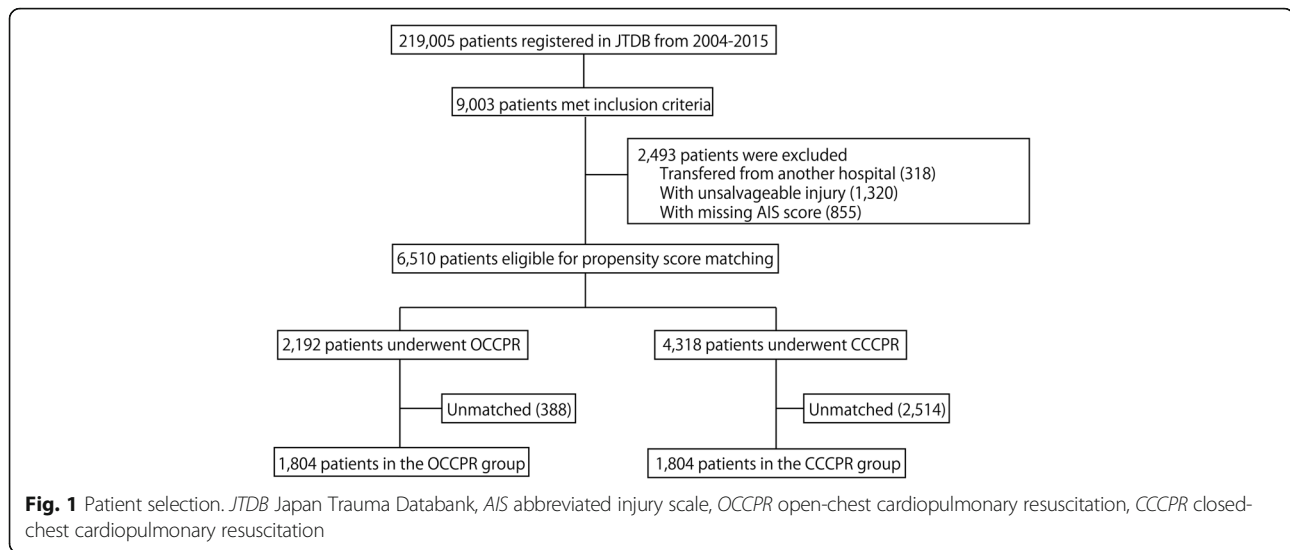 219,005 patients registered in JTDB from 2004-2015
9,003 patients met inclusion criteria
2,493 patients were excluded
Transfered from another hospital (318)
With unsalvageable injury (1,320)
With missing AIS score (855)
6,510 patients eligible for propensity score matching
2,192 patients underwent OCCPR
4,318 patients underwent CCCPR
Unmatched (388)
Unmatched (2,514)
1,804 patients in the OCCPR group
1,804 patients in the CCCPR group
Fig. 1 Patient selection. JTDB Japan Trauma Databank, AIS abbreviated injury scale, OCCPR open-chest cardiopulmonary resuscitation, CCCPR closed-
chest cardiopulmonary resuscitation